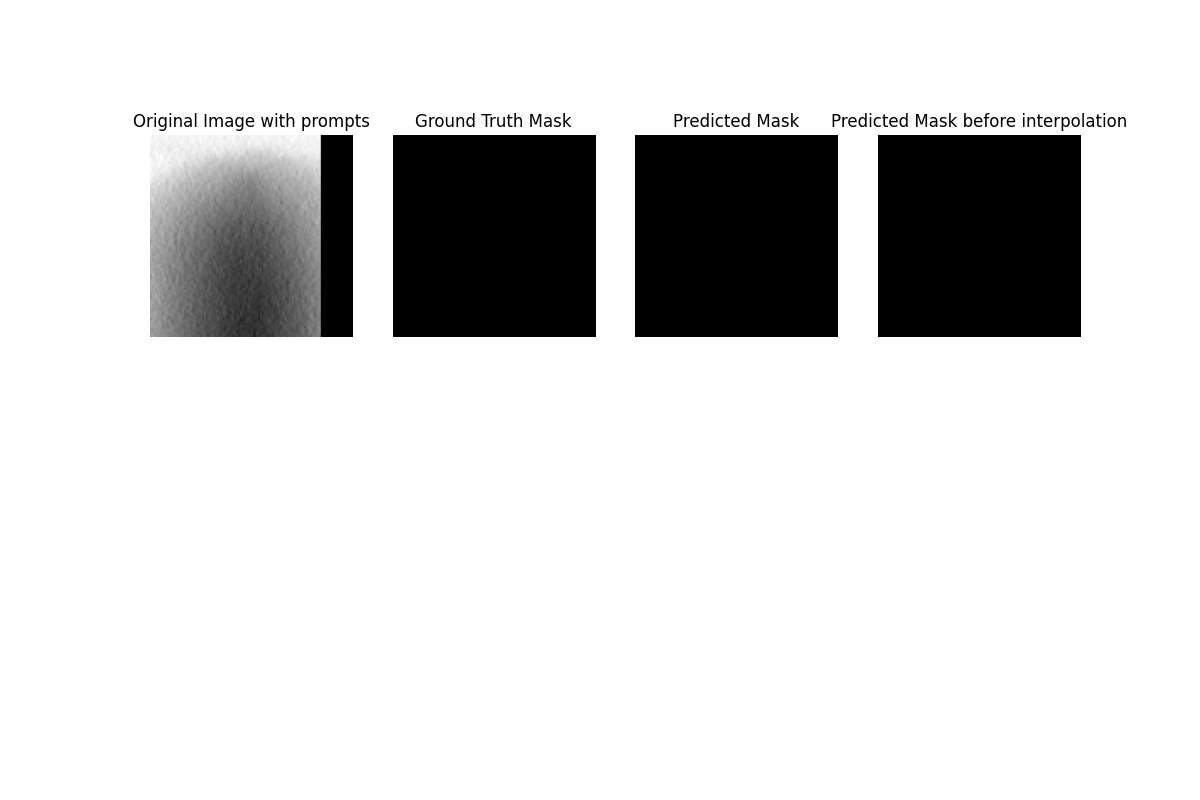 Original Image with prompts
Ground Truth Mask
Predicted Mask
Predicted Mask before interpolation